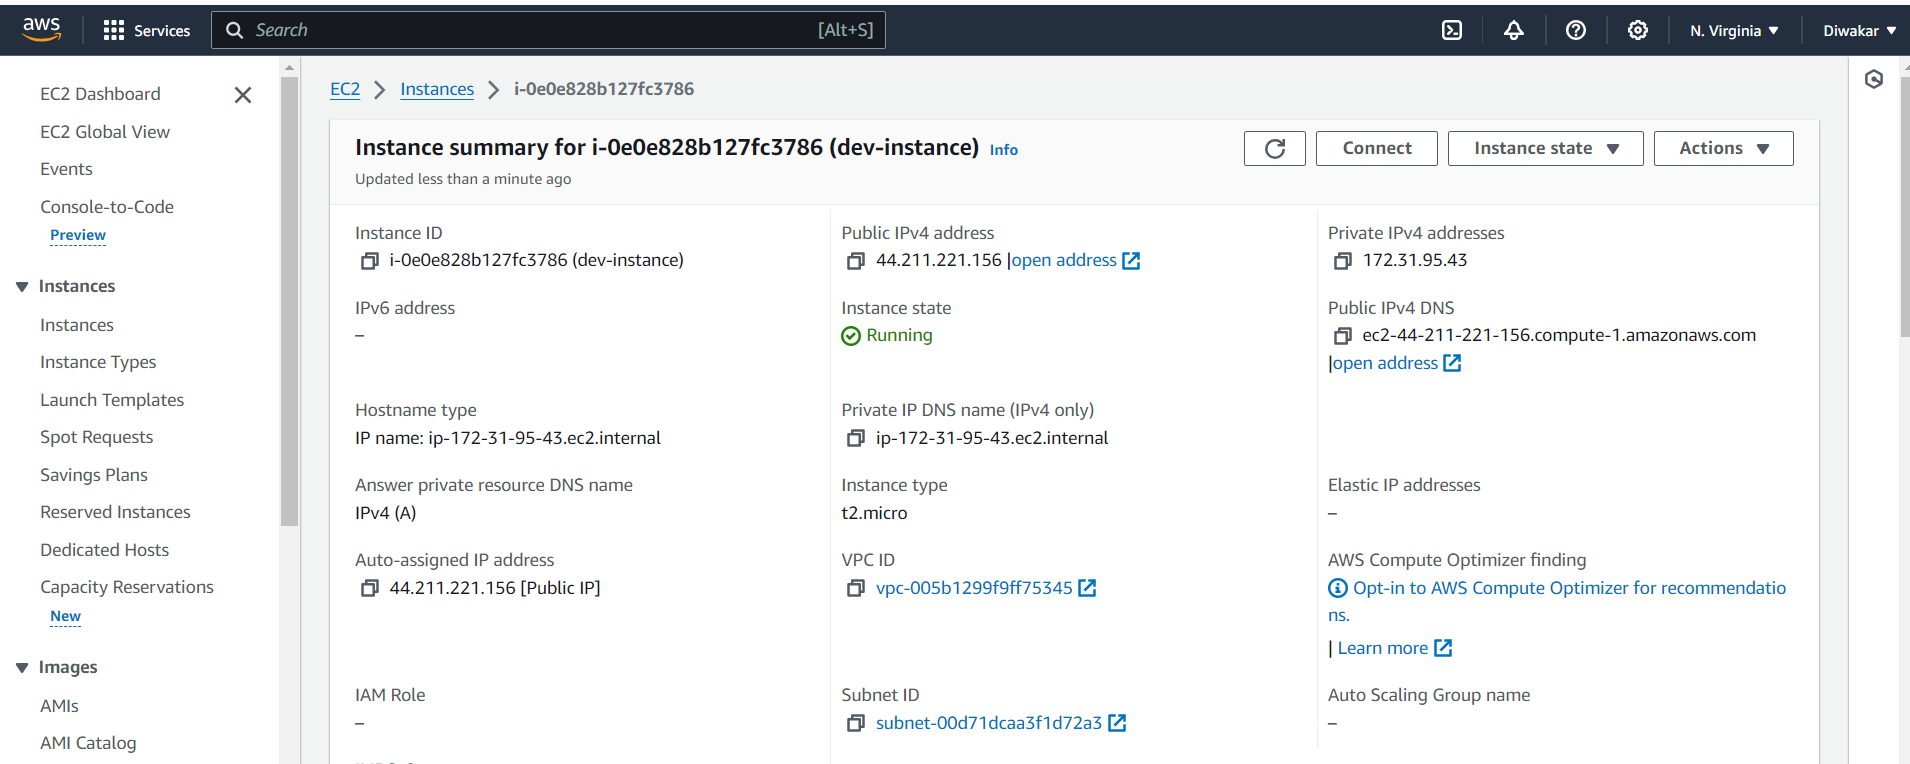 aws
Services
Search [Alt+S]
N. Virginia
Diwakar
EC2 Dashboard
EC2 Global View
Events
Console-to-Code
Preview
Instances
Instances
Instance Types
Launch Templates
Spot Requests
Savings Plans
Reserved Instances
Dedicated Hosts
Capacity Reservations
New
Images
AMIs
AMI Catalog
EC2 > Instances > i-0e0e828b127fc3786
Instance summary for i-0e0e828b127fc3786 (dev-instance) Info
Updated less than a minute ago
Connect
Instance state
Actions
Instance ID
i-0e0e828b127fc3786 (dev-instance)
Public IPv4 address
44.211.221.156 |open address
Private IPv4 addresses
172.31.95.43
IPv6 address
–
Instance state
Running
Public IPv4 DNS
ec2-44-211-221-156.compute-1.amazonaws.com
|open address
Hostname type
IP name: ip-172-31-95-43.ec2.internal
Private IP DNS name (IPv4 only)
ip-172-31-95-43.ec2.internal
Answer private resource DNS name
IPv4 (A)
Instance type
t2.micro
Elastic IP addresses
–
Auto-assigned IP address
44.211.221.156 [Public IP]
VPC ID
vpc-005b1299f9ff75345
AWS Compute Optimizer finding
Opt-in to AWS Compute Optimizer for recommendatio
ns.
| Learn more
IAM Role
–
Subnet ID
subnet-00d71dcaa3f1d72a3
Auto Scaling Group name
–